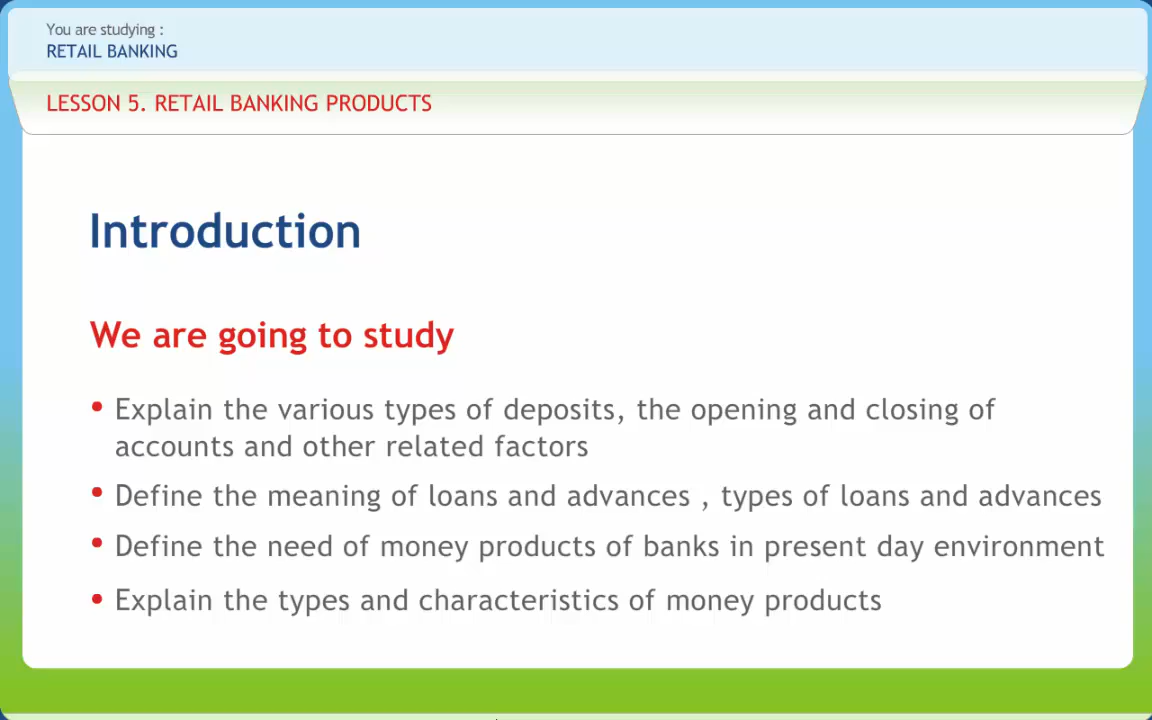 You are studying :
RETAIL BANKING
LESSON 5. RETAIL BANKING PRODUCTS
Introduction
We are going to study
• Explain the various types of deposits, the opening and closing of
accounts and other related factors
• Define the meaning of loans and advances , types of loans and advances
• Define the need of money products of banks in present day environment
• Explain the types and characteristics of money products